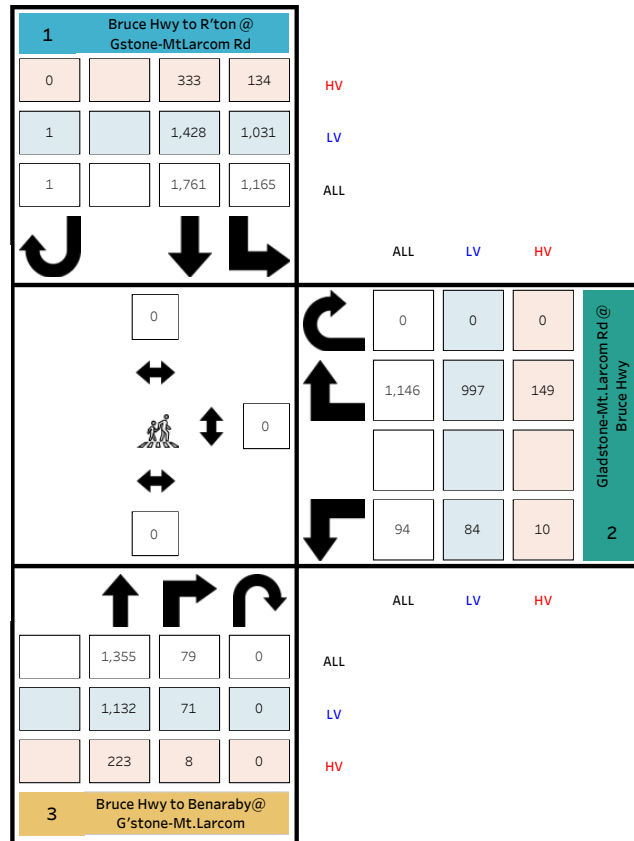 1
Bruce Hwy to R'ton @
Gstone-MtLarcom Rd
0 333 134 HV
1 1,428 1,031 LV
1 1,761 1,165 ALL
ALL LV HV
0
0
0
0 0 0
1,146 997 149
94 84 10
Gladstone-Mt.Larcom Rd @
Bruce Hwy
2
ALL LV HV
1,355 79 0 ALL
1,132 71 0 LV
223 8 0 HV
3
Bruce Hwy to Benaraby@
G'stone-Mt.Larcom